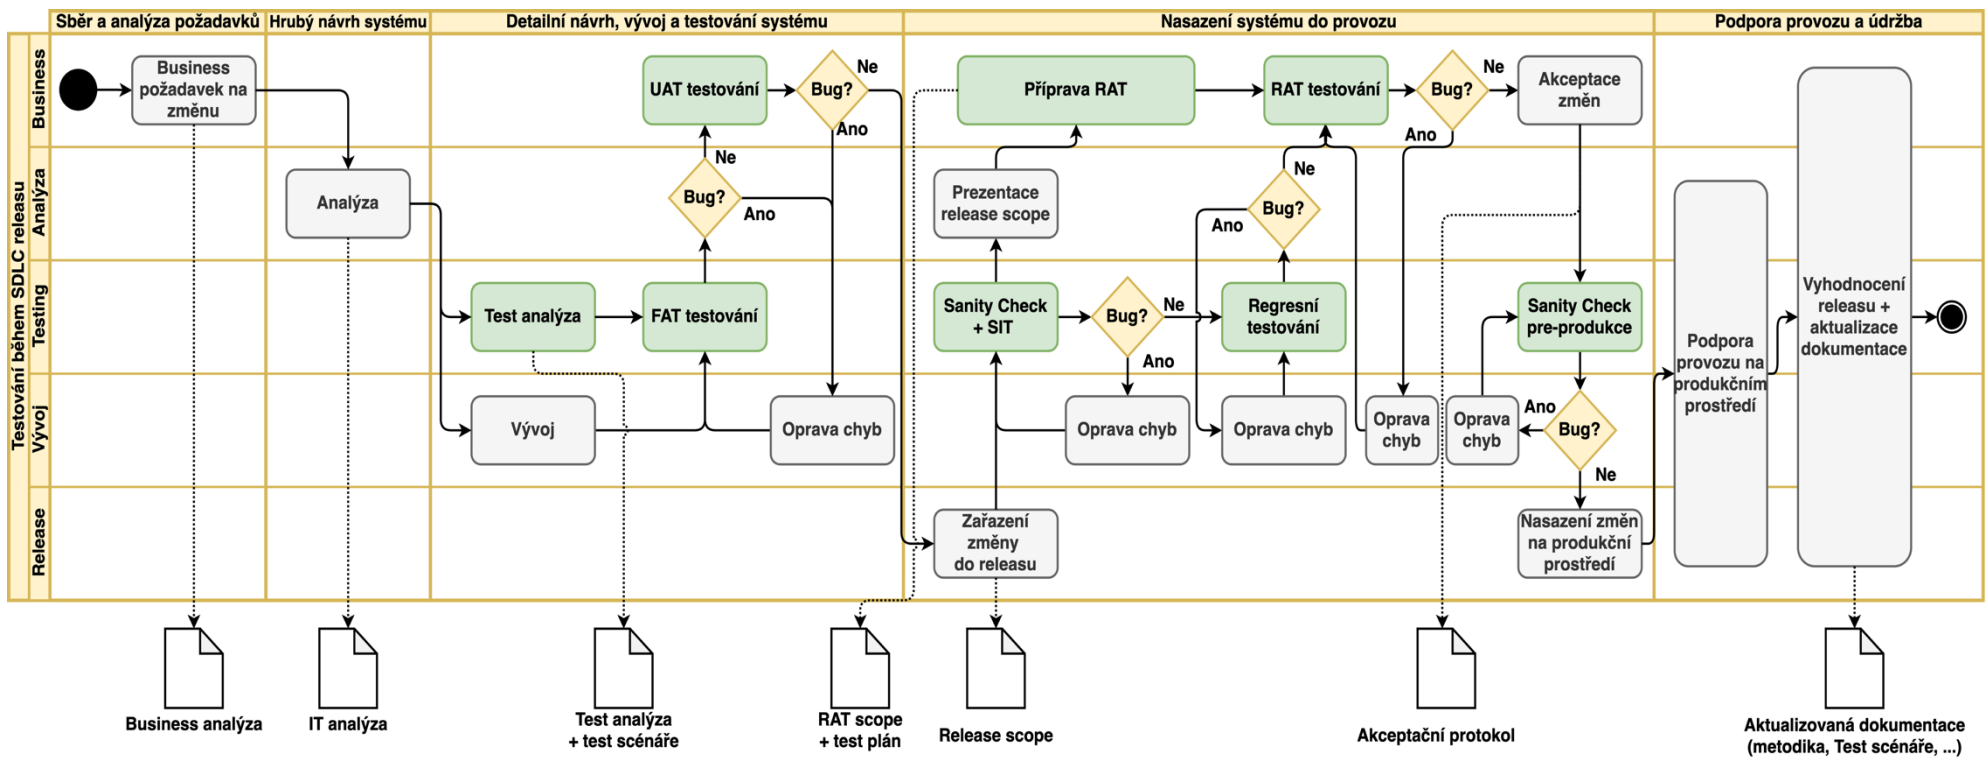 Sběr a analýza požadavků
Hrubý návrh systému
Detailní návrh, vývoj a testování systému
Nasazení systému do provozu
Podpora provozu a údržba
Testování během SDLC releasu
Business
Analýza
Testing
Vývoj
Release
Business
požadavek na
změnu
UAT testování
Bug?
Ne
Ano
Příprava RAT
RAT testování
Bug?
Ne
Ano
Akceptace
změn
Analýza
Bug?
Ne
Ano
Prezentace
release scope
Bug?
Ne
Ano
Test analýza
FAT testování
Sanity Check
+ SIT
Bug?
Ne
Ano
Regresní
testování
Sanity Check
pre-produkce
Vývoj
Oprava chyb
Oprava chyb
Oprava chyb
Oprava
chyb
Oprava
chyb
Ano
Bug?
Ne
Zařazení
změny
do releasu
Nasazení změn
na produkční
prostředí
Podpora
provozu na
produkčním
prostředí
Vyhodnocení
releasu +
aktualizace
dokumentace
Business analýza
IT analýza
Test analýza
+ test scénáře
RAT scope
+ test plán
Release scope
Akceptační protokol
Aktualizovaná dokumentace
(metodika, Test scénáře, ...)